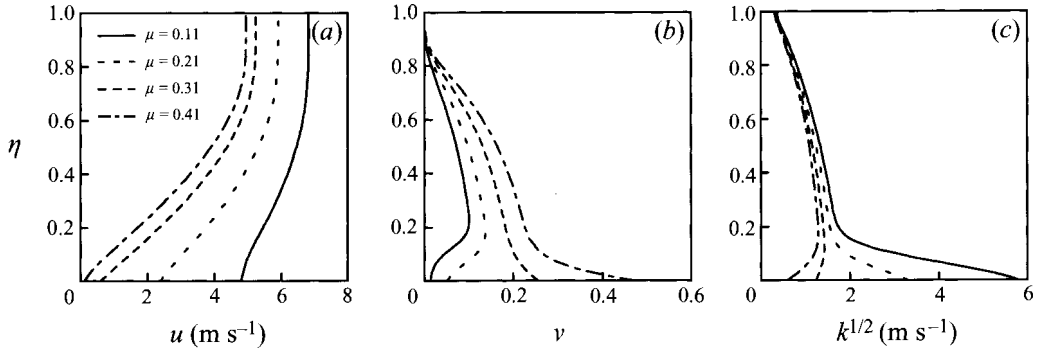 1.0 (a) 1.0 (b) 1.0 (c)
μ = 0.11
0.8 μ = 0.21 0.8 0.8
μ = 0.31
0.6 μ = 0.41 0.6 0.6
η
0.4 0.4 0.4
0.2 0.2 0.2
0 2 4 6 8 0 0.2 0.4 0.6 0 2 4 6
u (m s⁻¹) ν k^{1/2} (m s⁻¹)